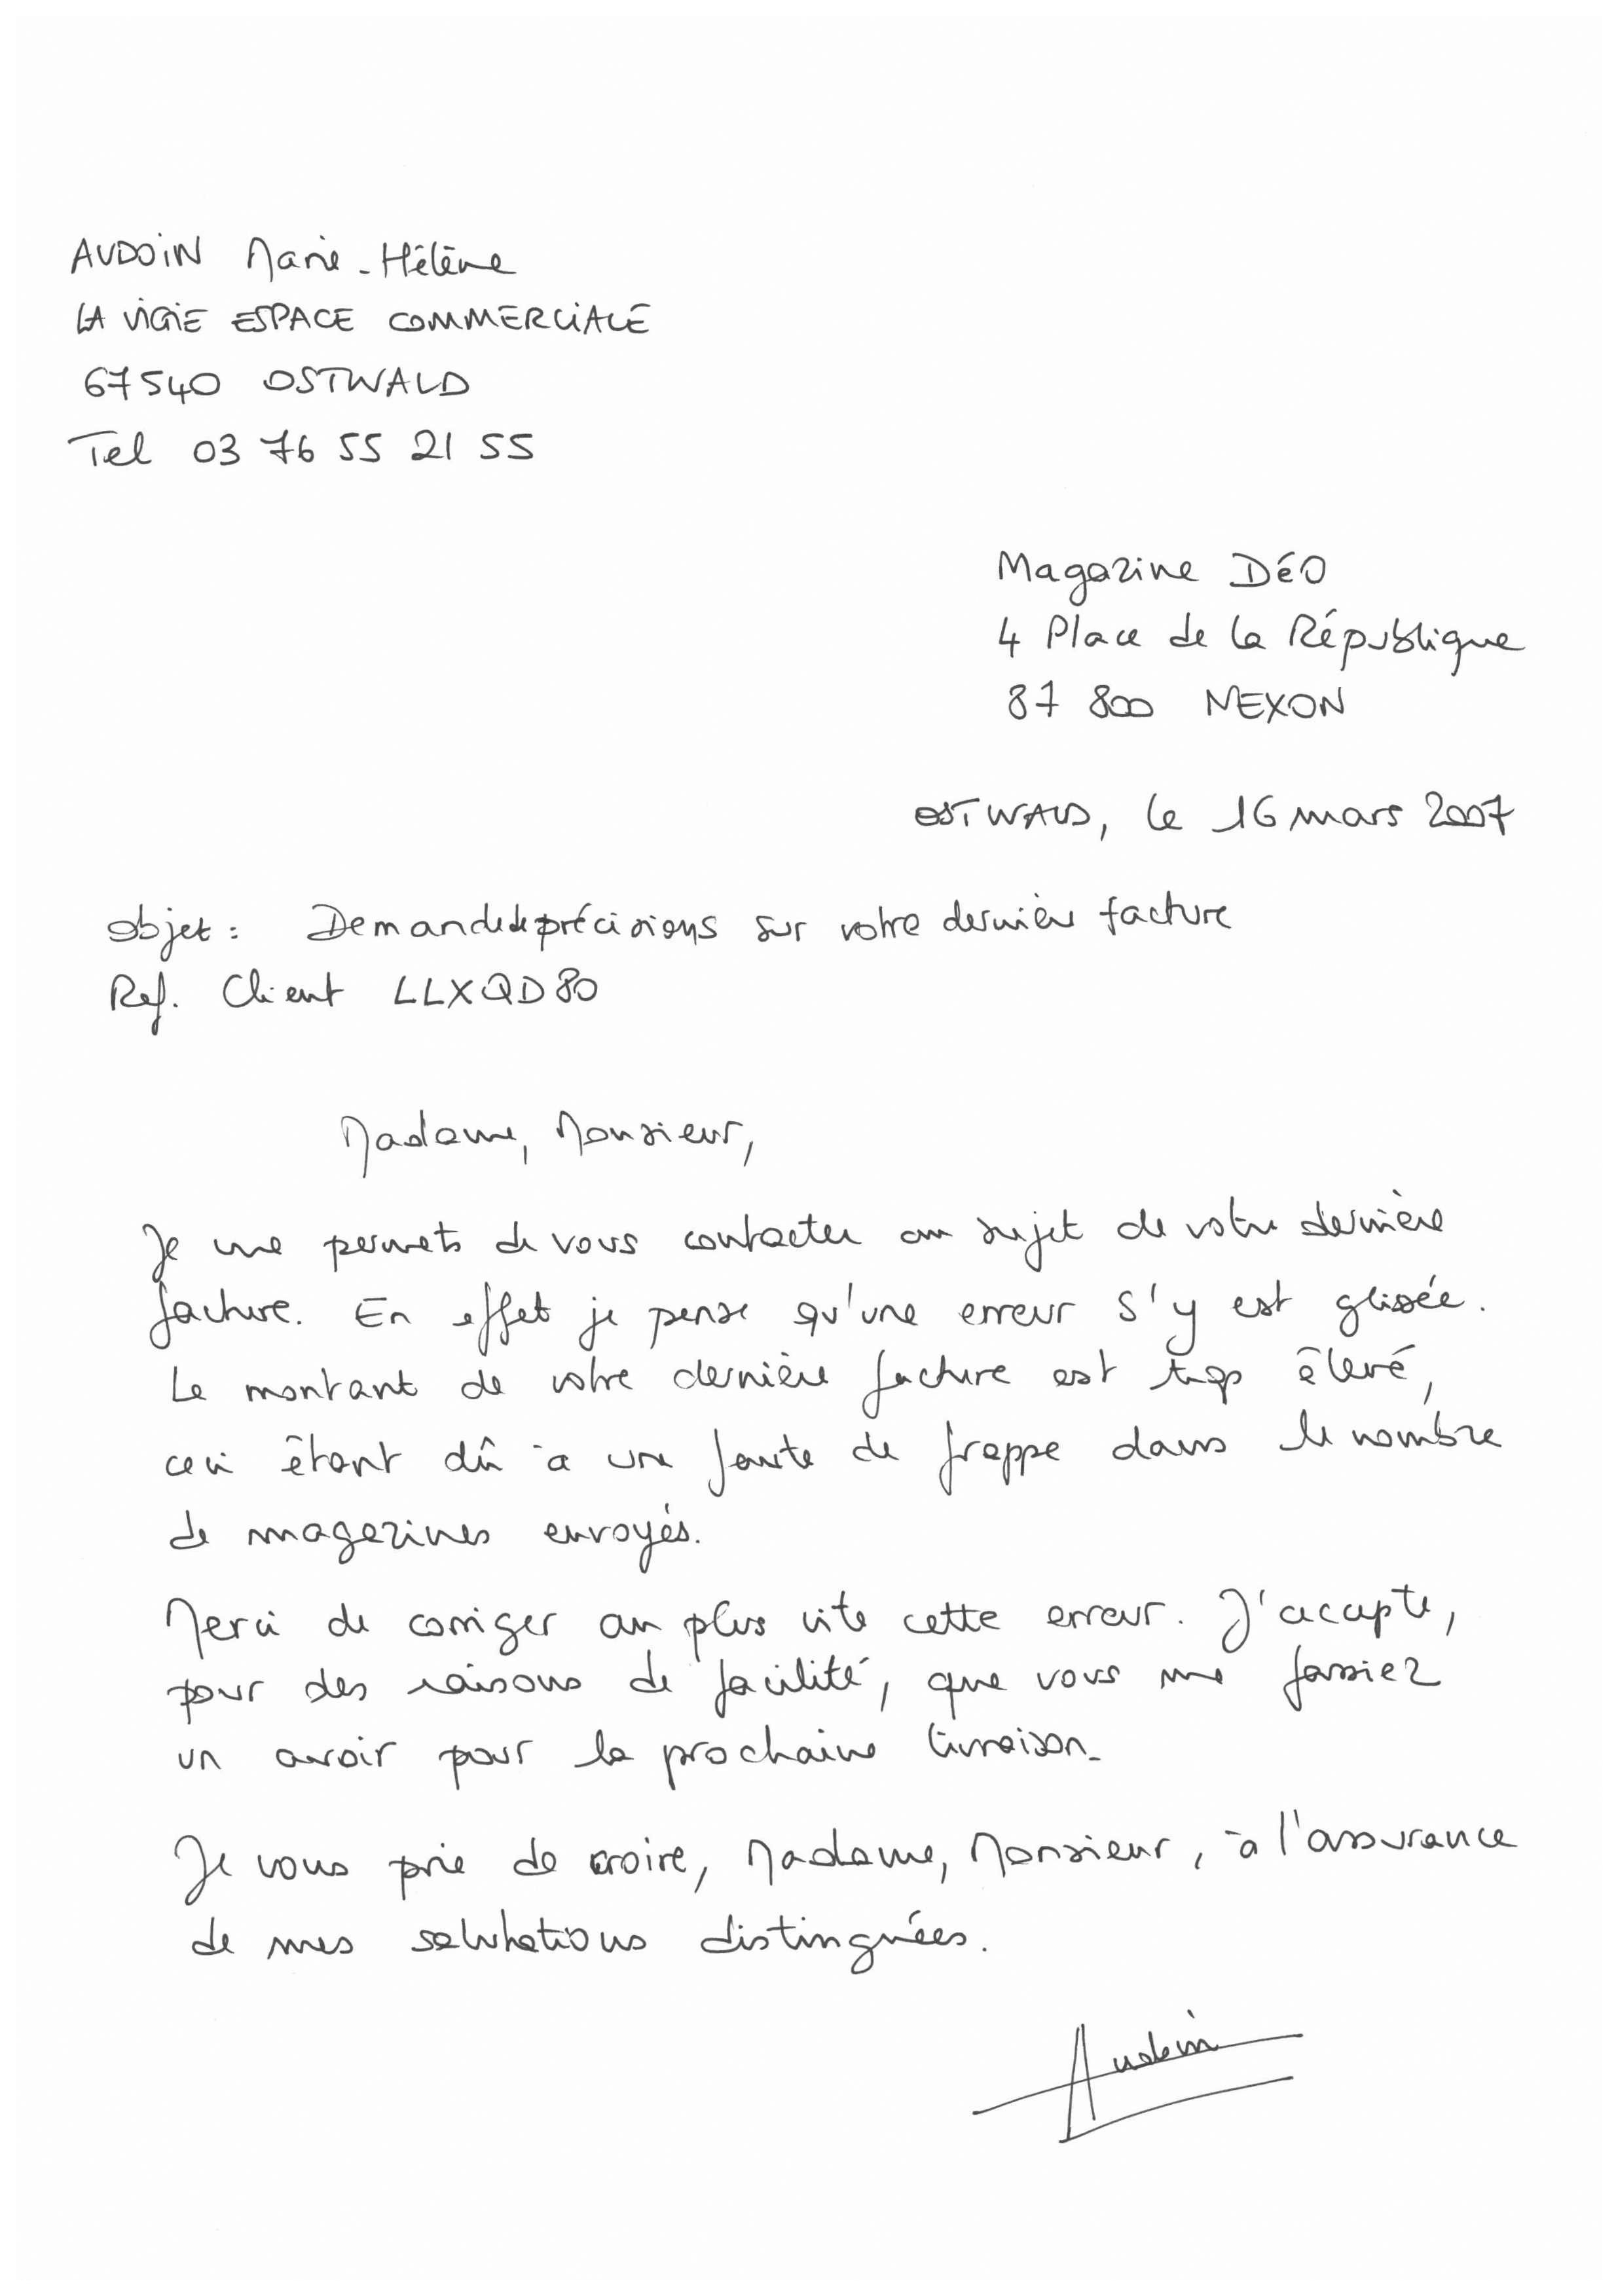 AUDOIN Marie-Hélène
LA VIGIE ESPACE COMMERCIALE
67540 OSTWALD
Tel 03 76 55 21 55
Magazine DéO
4 Place de la République
87 800 NEXON
OSTWALD, le 16 mars 2007
Objet : Demande de précisions sur votre dernière facture
Ref. Client LLXQD80
Madame, Monsieur,
Je me permets de vous contacter au sujet de votre dernière
facture. En effet je pense qu'une erreur s'y est glissée.
Le montant de votre dernière facture est trop élevé,
ceci étant dû à une faute de frappe dans le nombre
de magazines envoyés.
Merci de corriger au plus vite cette erreur. J'accepte,
pour des raisons de facilité, que vous me fassiez
un avoir pour la prochaine livraison.
Je vous prie de croire, Madame, Monsieur, à l'assurance
de mes salutations distinguées.
Audoin